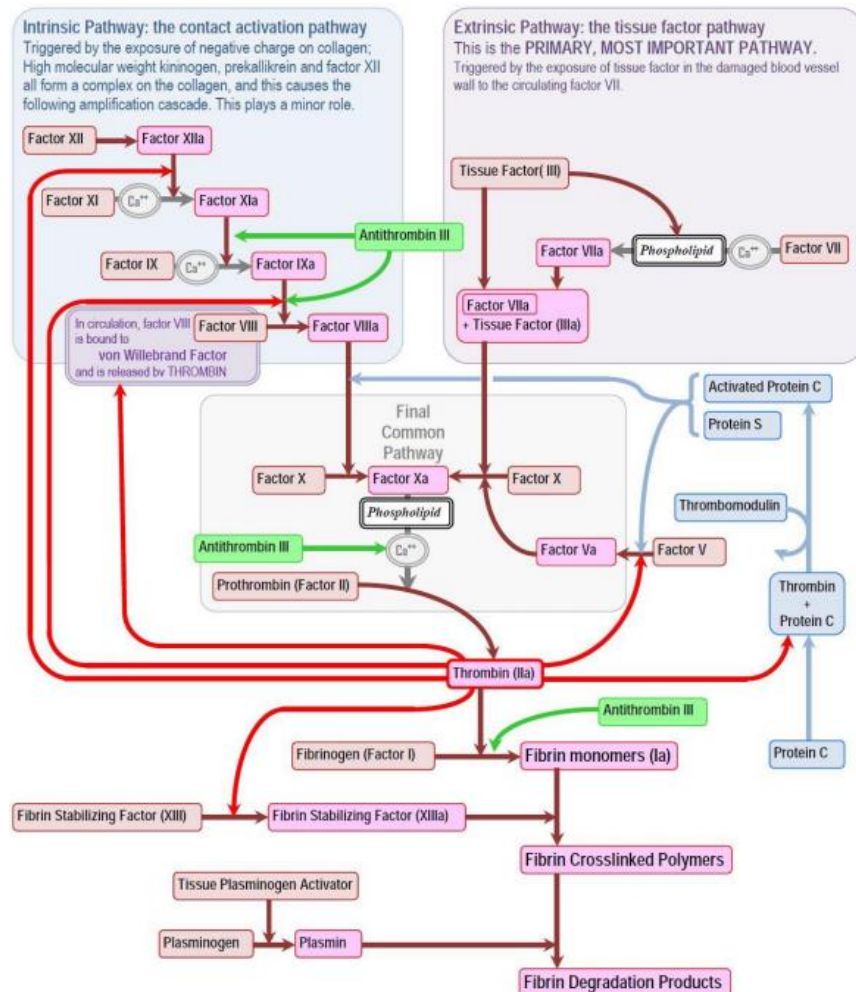 Intrinsic Pathway: the contact activation pathway
Triggered by the exposure of negative charge on collagen;
High molecular weight kininogen, prekallikrein and factor XII
all form a complex on the collagen, and this causes the
following amplification cascade. This plays a minor role.
Extrinsic Pathway: the tissue factor pathway
This is the PRIMARY, MOST IMPORTANT PATHWAY.
Triggered by the exposure of tissue factor in the damaged blood vessel
wall to the circulating factor VII.
Factor XII
Factor XIIa
Factor XI
Ca++
Factor XIa
Antithrombin III
Factor IX
Ca++
Factor IXa
In circulation, factor VIII
is bound to
von Willebrand Factor
and is released by THROMBIN
Factor VIII
Factor VIIIa
Tissue Factor( III)
Factor VIIa
Phospholipid
Ca++
Factor VII
Factor VIIa
+ Tissue Factor (IIIa)
Activated Protein C
Protein S
Final
Common
Pathway
Factor X
Factor Xa
Factor X
Phospholipid
Thrombomodulin
Antithrombin III
Ca++
Factor Va
Factor V
Prothrombin (Factor II)
Thrombin
+
Protein C
Thrombin (IIa)
Antithrombin III
Fibrinogen (Factor I)
Fibrin monomers (Ia)
Protein C
Fibrin Stabilizing Factor (XIII)
Fibrin Stabilizing Factor (XIIIa)
Fibrin Crosslinked Polymers
Tissue Plasminogen Activator
Plasminogen
Plasmin
Fibrin Degradation Products